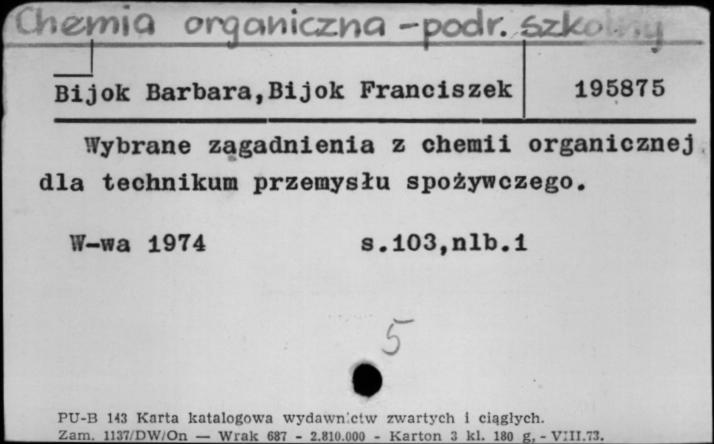 Chemia organiczna - podr. szkolny
Bijok Barbara,Bijok Franciszek 195875
Wybrane zagadnienia z chemii organicznej
dla technikum przemysłu spożywczego.
W-wa 1974 s.103,nlb.1
5
PU-B 143 Karta katalogowa wydawnictw zwartych i ciągłych.
Zam. 1137/DW/On — Wrak 687 - 2.810.000 - Karton 3 kl. 180 g, - VIII.73.